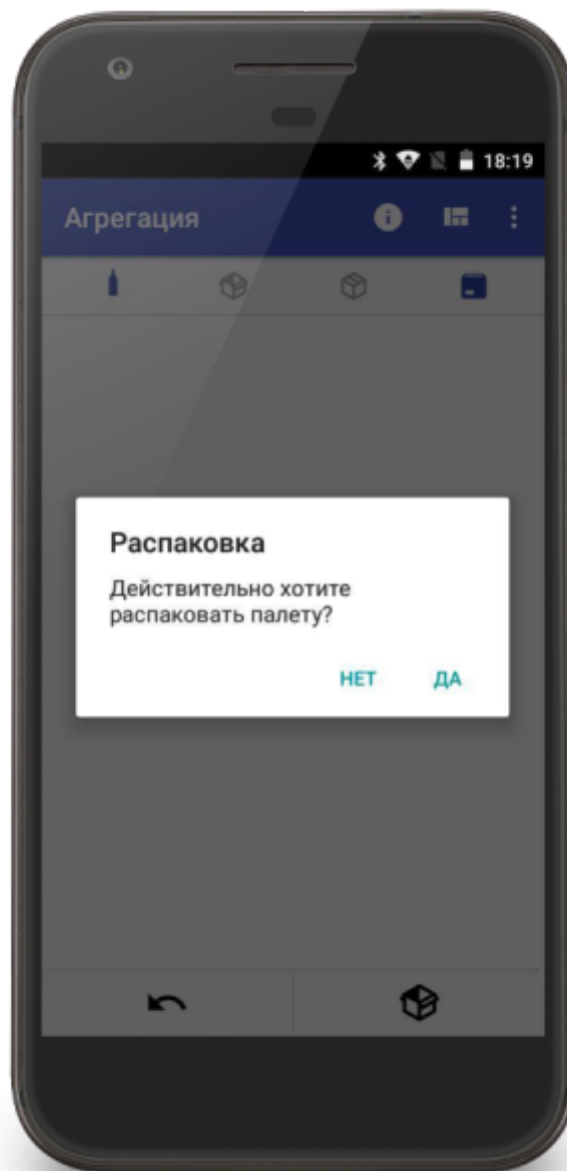 18:19
Агрегация
Распаковка
Действительно хотите
распаковать палету?
НЕТ ДА